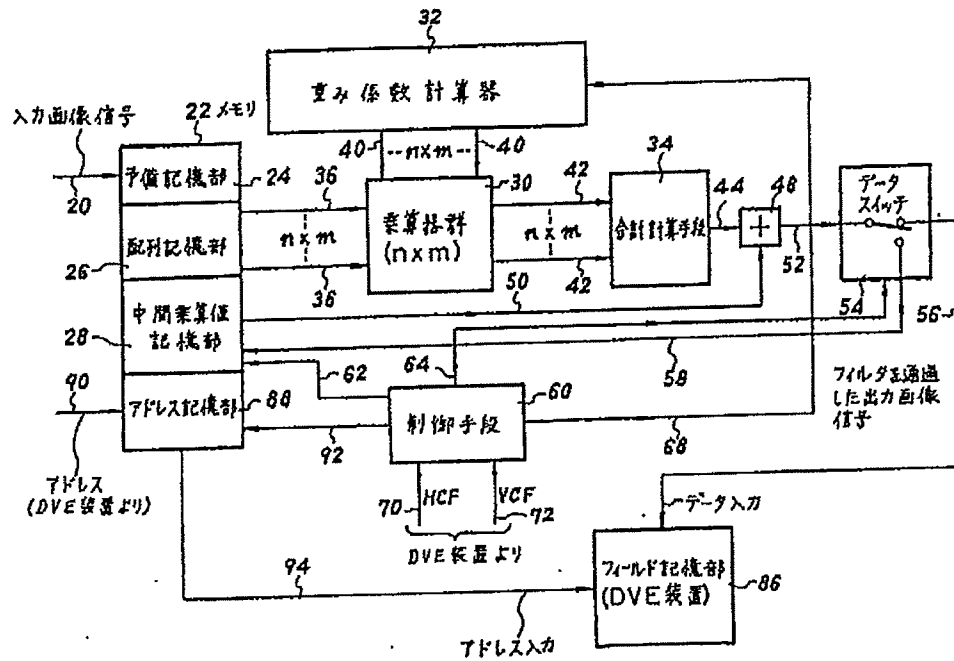 32
重み係数計算器
入力画像信号
22 メモリ
20
予備記憶部
24
配列記憶部
26
中間乗算値
記憶部
28
90
アドレス記憶部
88
アドレス
(DVE装置より)
40
--n×m--
40
36
n×m
36
30
乗算器群
(n×m)
42
n×m
42
34
合計計算手段
44
48
+
52
データ
スイッチ
54
56
50
58
62
64
60
制御手段
92
68
フィルタを通過
した出力画像
信号
70
HCF
VCF
72
DVE装置より
データ入力
94
フィールド記憶部
(DVE装置)
86
アドレス入力